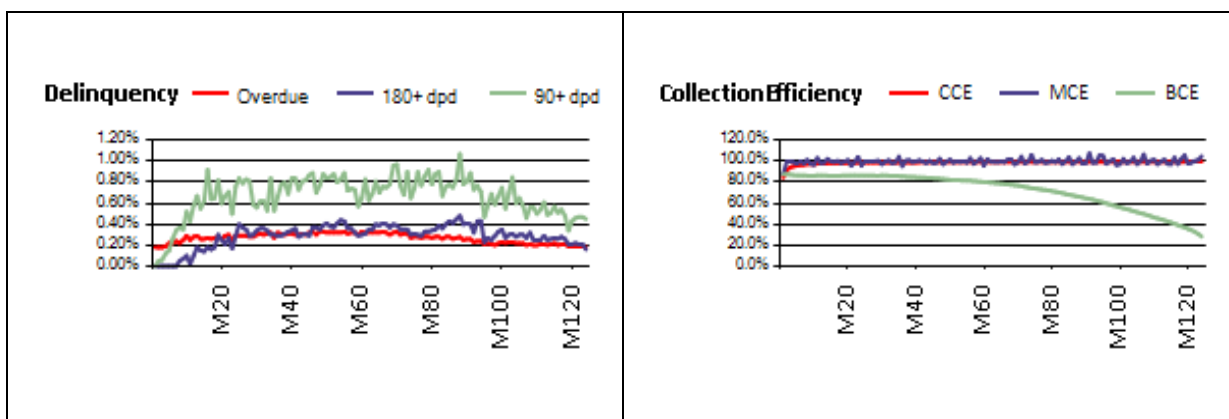 Delinquency Overdue 180+ dpd 90+ dpd
1.20%
1.00%
0.80%
0.60%
0.40%
0.20%
0.00%
M20
M40
M60
M80
M100
M120
Collection Efficiency CCE MCE BCE
120.0%
100.0%
80.0%
60.0%
40.0%
20.0%
0.0%
M20
M40
M60
M80
M100
M120